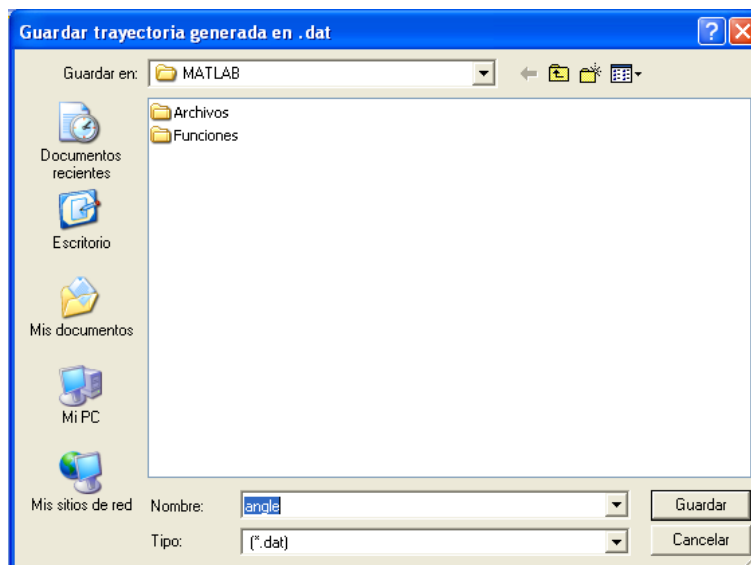 Guardar trayectoria generada en .dat
Guardar en:
MATLAB
Archivos
Funciones
Documentos
recientes
Escritorio
Mis documentos
Mi PC
Mis sitios de red
Nombre:
angle
Guardar
Tipo:
(*.dat)
Cancelar